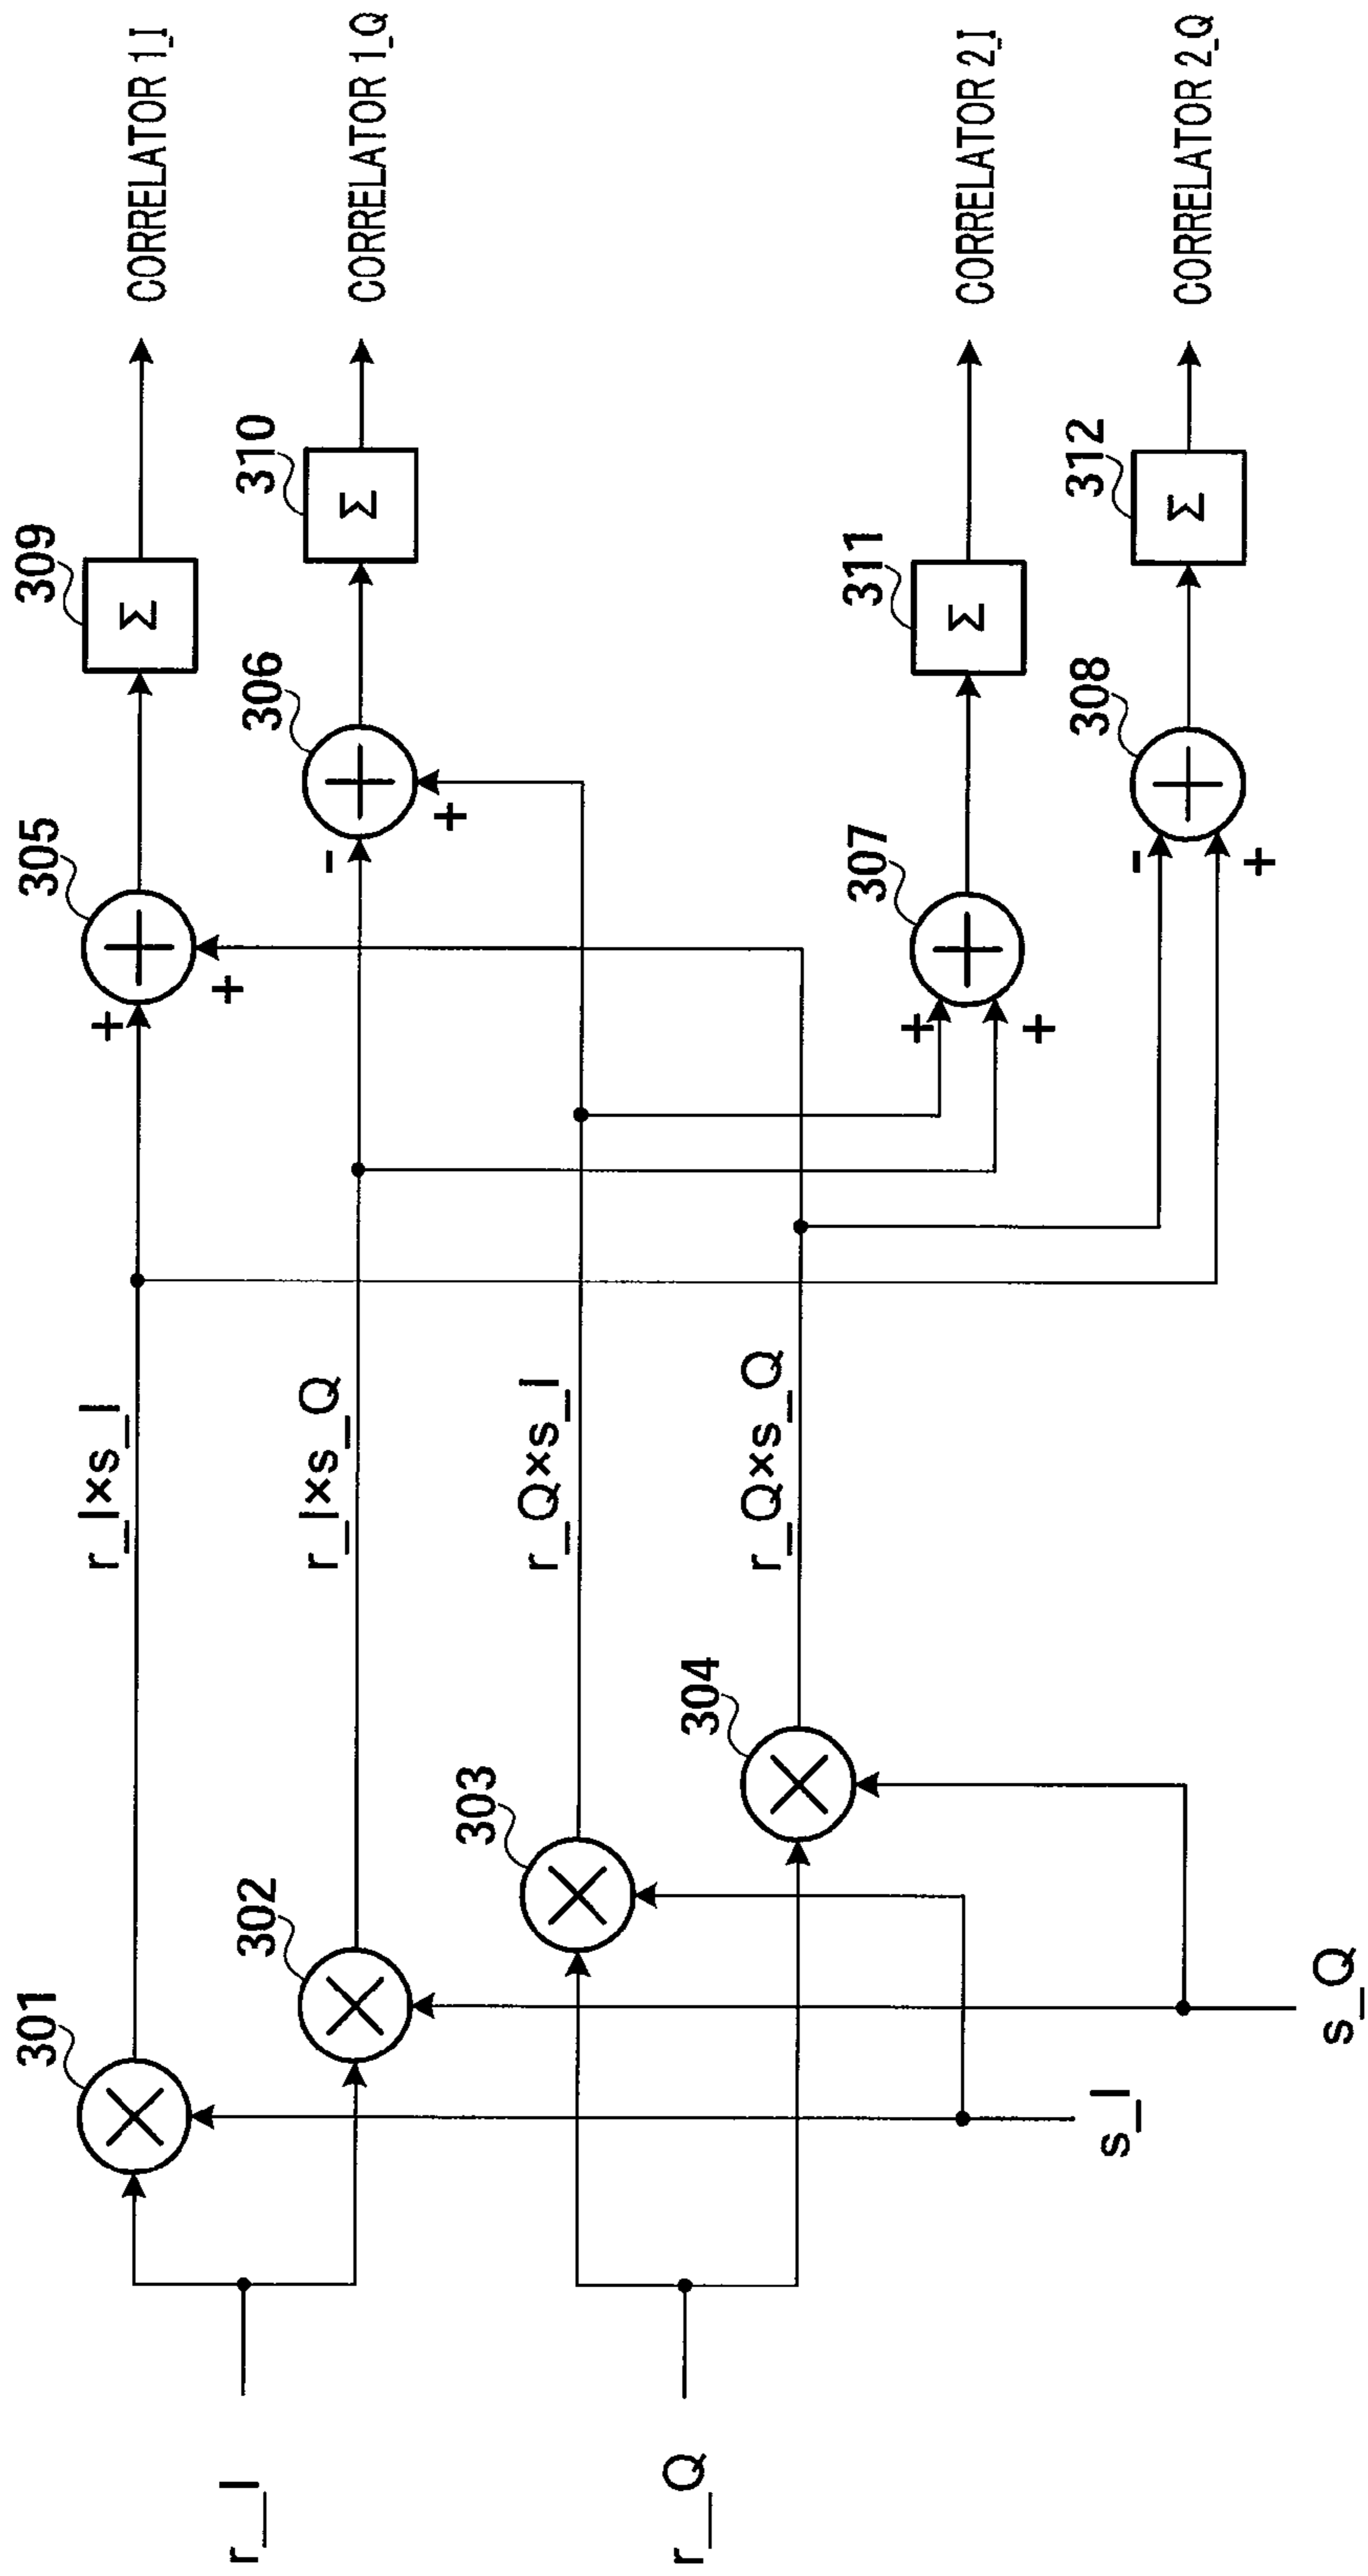 301
302
303
304
305
306
307
308
309
310
311
312
r_I
r_Q
s_I
s_Q
r_I×s_I
r_I×s_Q
r_Q×s_I
r_Q×s_Q
+
+
-
+
+
+
-
+
Σ
Σ
Σ
Σ
CORRELATOR 1_I
CORRELATOR 1_Q
CORRELATOR 2_I
CORRELATOR 2_Q